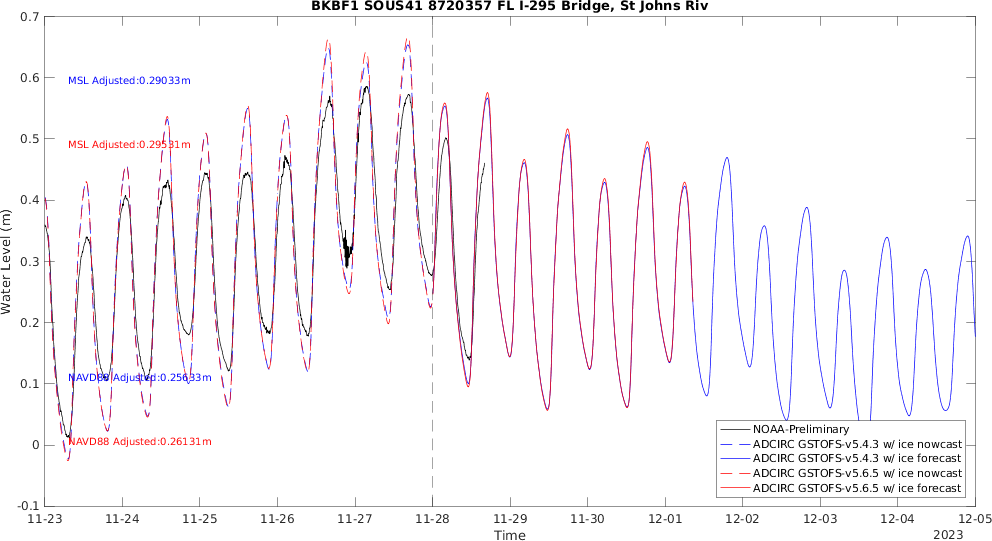 BKBF1 SOUS41 8720357 FL I-295 Bridge, St Johns Riv
0.7
0.6
0.5
0.4
0.3
0.2
0.1
0
-0.1
Water Level (m)
MSL Adjusted:0.29033m
MSL Adjusted:0.29531m
NAVD88 Adjusted:0.25633m
NAVD88 Adjusted:0.26131m
NOAA-Preliminary
ADCIRC GSTOFS-v5.4.3 w/ ice nowcast
ADCIRC GSTOFS-v5.4.3 w/ ice forecast
ADCIRC GSTOFS-v5.6.5 w/ ice nowcast
ADCIRC GSTOFS-v5.6.5 w/ ice forecast
11-23 11-24 11-25 11-26 11-27 11-28 11-29 11-30 12-01 12-02 12-03 12-04 12-05
Time
2023